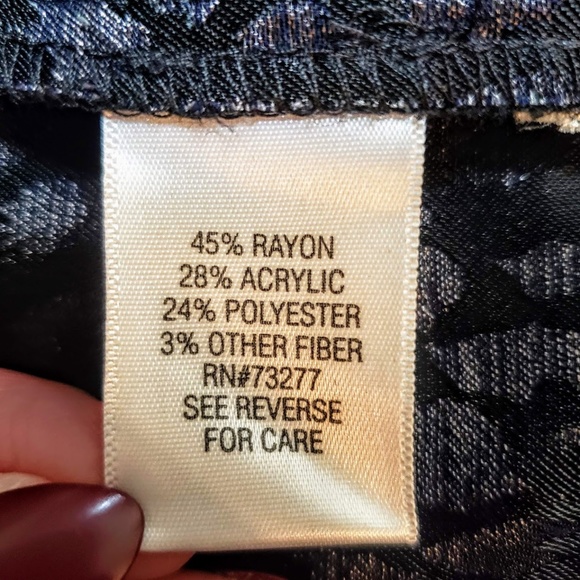 45% RAYON
28% ACRYLIC
24% POLYESTER
3% OTHER FIBER
RN#73277
SEE REVERSE
FOR CARE